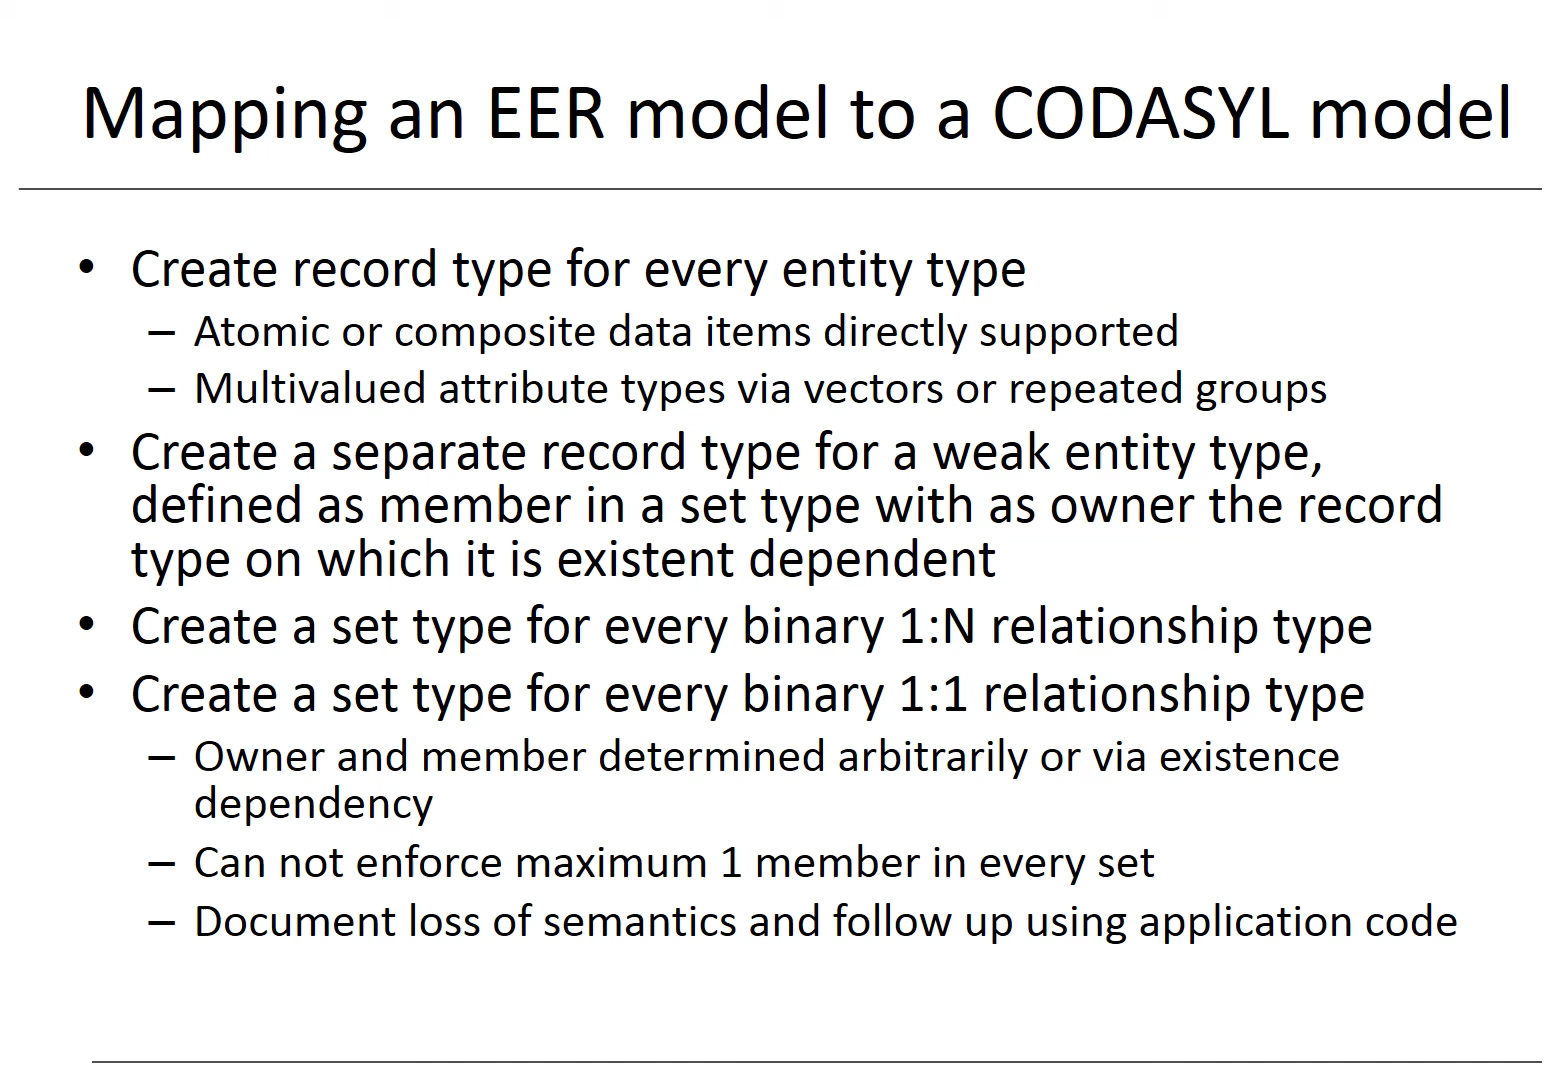 Mapping an EER model to a CODASYL model
• Create record type for every entity type
– Atomic or composite data items directly supported
– Multivalued attribute types via vectors or repeated groups
• Create a separate record type for a weak entity type,
defined as member in a set type with as owner the record
type on which it is existent dependent
• Create a set type for every binary 1:N relationship type
• Create a set type for every binary 1:1 relationship type
– Owner and member determined arbitrarily or via existence
dependency
– Can not enforce maximum 1 member in every set
– Document loss of semantics and follow up using application code